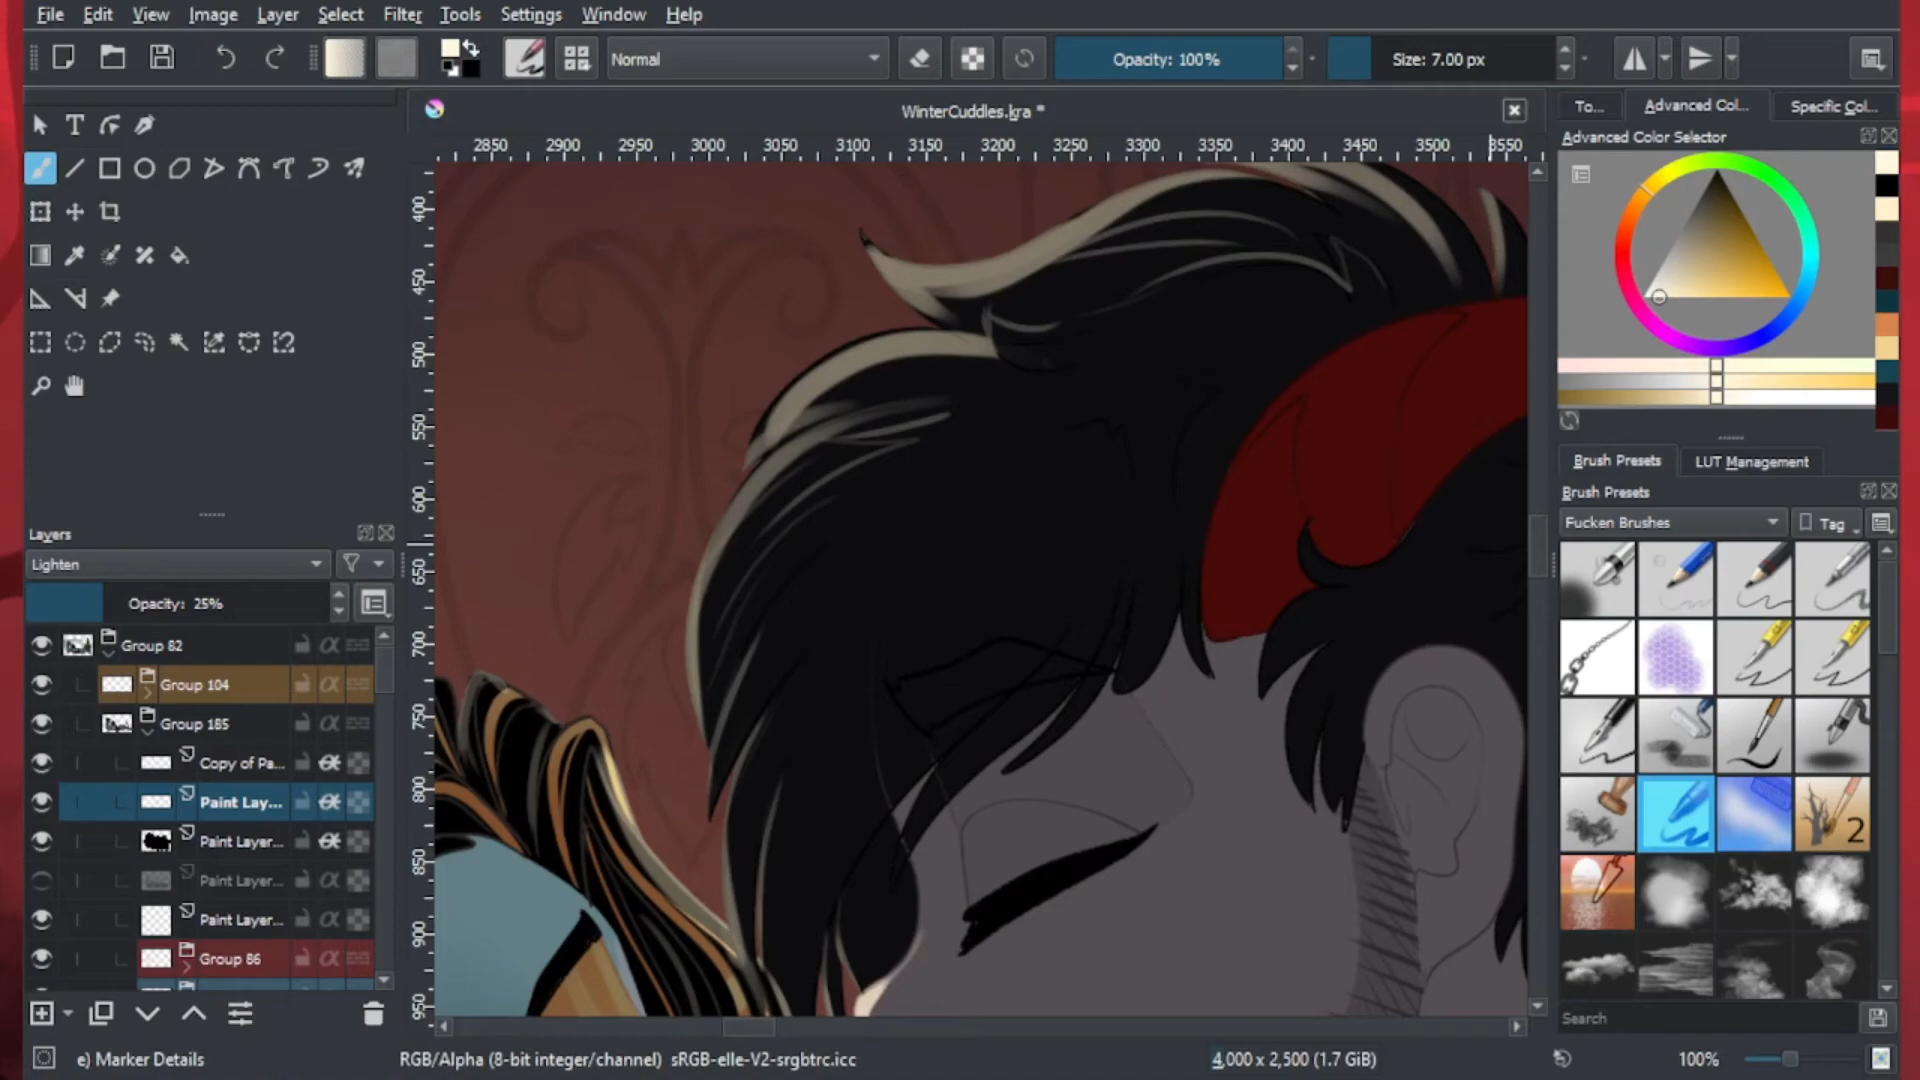 File Edit View Image Layer Select Filter Tools Settings Window Help
Normal
Opacity: 100%
Size: 7.00 px
WinterCuddles.kra *
To...
Advanced Col...
Specific Col...
Advanced Color Selector
2850 2900 2950 3000 3050 3100 3150 3200 3250 3300 3350 3400 3450 3500 3550
400
450
500
550
600
650
700
750
800
850
900
950
Brush Presets
LUT Management
Brush Presets
Fucken Brushes
Tag
2
Search
Layers
Lighten
Opacity: 25%
Group 82
Group 104
Group 185
Copy of Pa...
Paint Lay...
Paint Layer...
Paint Layer...
Paint Layer...
Group 86
e) Marker Details
RGB/Alpha (8-bit integer/channel) sRGB-elle-V2-srgbtrc.icc
4,000 x 2,500 (1.7 GiB)
100%